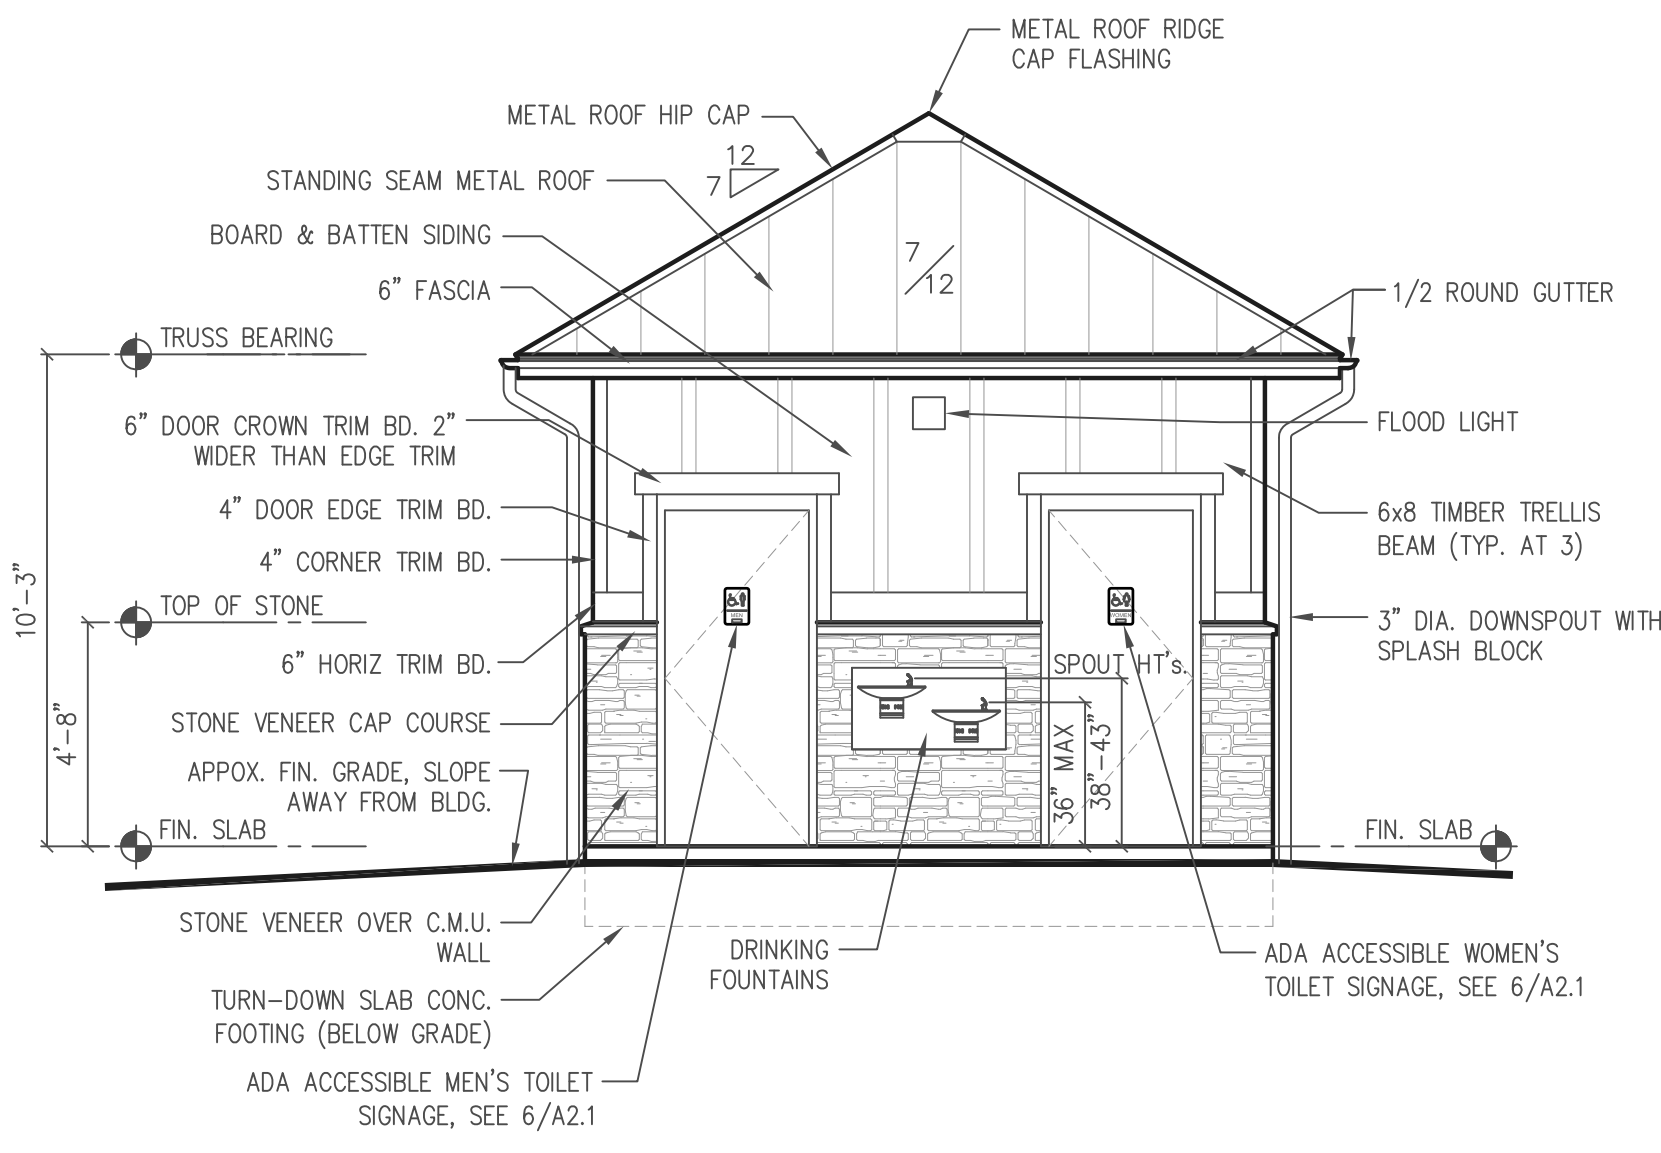 METAL ROOF RIDGE
CAP FLASHING
METAL ROOF HIP CAP
12
7
STANDING SEAM METAL ROOF
BOARD & BATTEN SIDING
7/12
6” FASCIA
1/2 ROUND GUTTER
TRUSS BEARING
6” DOOR CROWN TRIM BD. 2”
WIDER THAN EDGE TRIM
FLOOD LIGHT
4” DOOR EDGE TRIM BD.
6x8 TIMBER TRELLIS
BEAM (TYP. AT 3)
4” CORNER TRIM BD.
10'-3”
TOP OF STONE
MEN
WOMEN
3” DIA. DOWNSPOUT WITH
SPLASH BLOCK
6” HORIZ TRIM BD.
SPOUT HT's.
4'-8”
STONE VENEER CAP COURSE
36” MAX
38”-43”
APPOX. FIN. GRADE, SLOPE
AWAY FROM BLDG.
FIN. SLAB
FIN. SLAB
STONE VENEER OVER C.M.U.
WALL
DRINKING
FOUNTAINS
ADA ACCESSIBLE WOMEN'S
TOILET SIGNAGE, SEE 6/A2.1
TURN-DOWN SLAB CONC.
FOOTING (BELOW GRADE)
ADA ACCESSIBLE MEN'S TOILET
SIGNAGE, SEE 6/A2.1